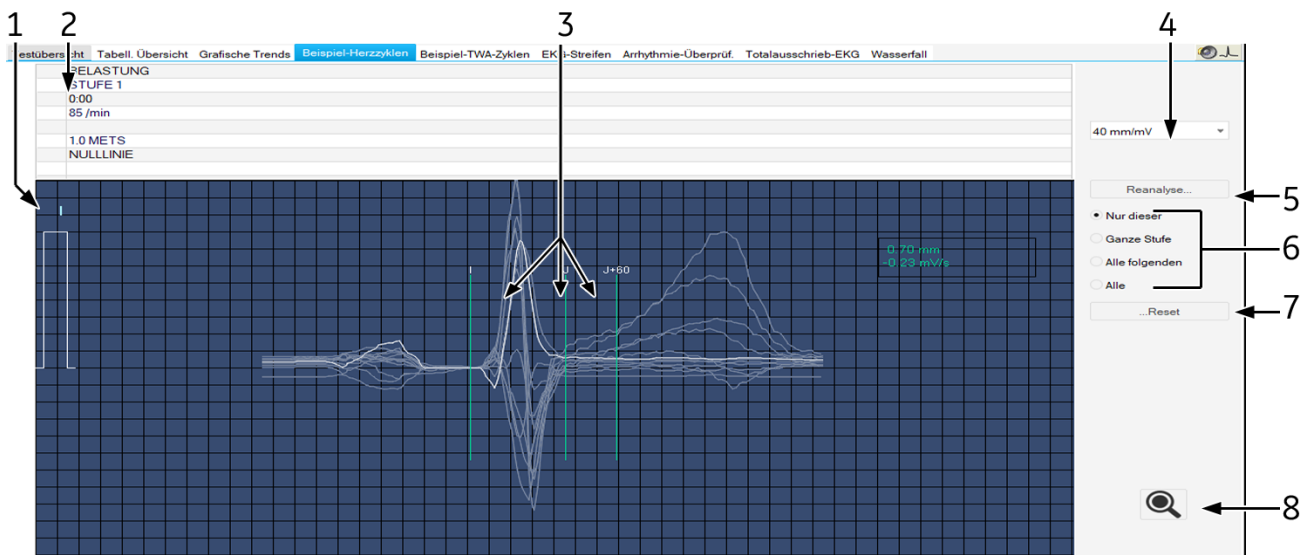 1 2 3 4
Testübersicht Tabell. Übersicht Grafische Trends Beispiel-Herzzyklen Beispiel-TWA-Zyklen EKG-Streifen Arrhythmie-Überprüf. Totalausschrieb-EKG Wasserfall
BELASTUNG
STUFE 1
0:00
85 /min
1.0 METS
NULLLINIE
40 mm/mV
Reanalyse...
5
Nur dieser
Ganze Stufe
6
Alle folgenden
Alle
...Reset
7
I
0.70 mm
-0.23 mV/s
I J J+60
8